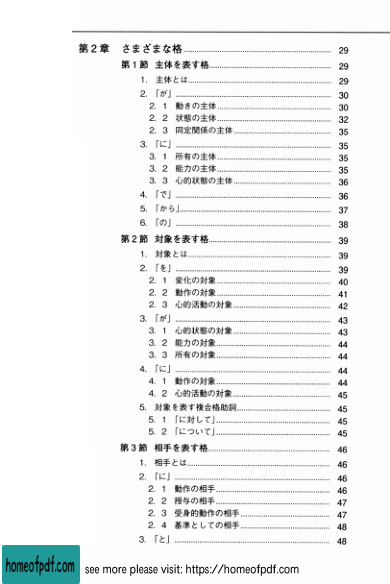 第2章 さまざまな格 29
第1節 主体を表す格 29
1. 主体とは 29
2. 「が」 30
2. 1 動きの主体 30
2. 2 状態の主体 32
2. 3 同定関係の主体 35
3. 「に」 35
3. 1 所有の主体 35
3. 2 能力の主体 35
3. 3 心的状態の主体 36
4. 「で」 36
5. 「から」 37
6. 「の」 38
第2節 対象を表す格 39
1. 対象とは 39
2. 「を」 39
2. 1 変化の対象 40
2. 2 動作の対象 41
2. 3 心的活動の対象 42
3. 「が」 43
3. 1 心的状態の対象 43
3. 2 能力の対象 44
3. 3 所有の対象 44
4. 「に」 44
4. 1 動作の対象 44
4. 2 心的活動の対象 45
5. 対象を表す複合格助詞 45
5. 1 「に対して」 45
5. 2 「について」 45
第3節 相手を表す格 46
1. 相手とは 46
2. 「に」 46
2. 1 動作の相手 46
2. 2 授与の相手 47
2. 3 受身的動作の相手 47
2. 4 基準としての相手 48
3. 「と」 48
homeofpdf.com
see more please visit: https://homeofpdf.com